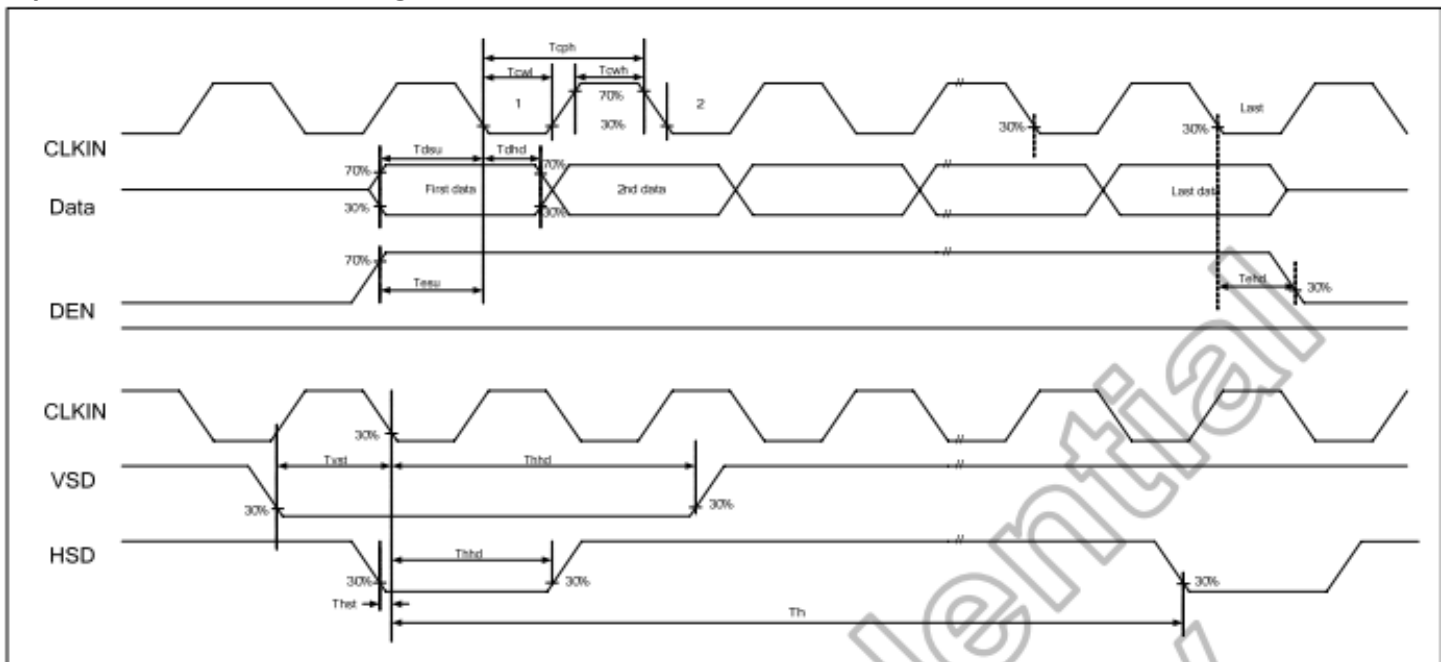 Tcph
Tcwl
Tcwh
1
70%
2
Last
30%
30%
30%
CLKIN
Tdsu
Tdhd
70%
70%
First data
2nd data
Last dat
Data
30%
30%
70%
Tesu
Tehd
30%
DEN
CLKIN
30%
Tvst
Thhd
VSD
30%
30%
HSD
Thhd
30%
30%
30%
Thst
Th
lential